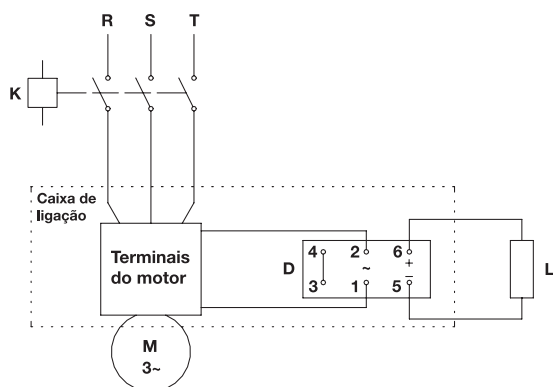 R S T
K
Caixa de
ligação
Terminais
do motor
D
4 2 6
~ +
–
3 1 5
L
M
3~